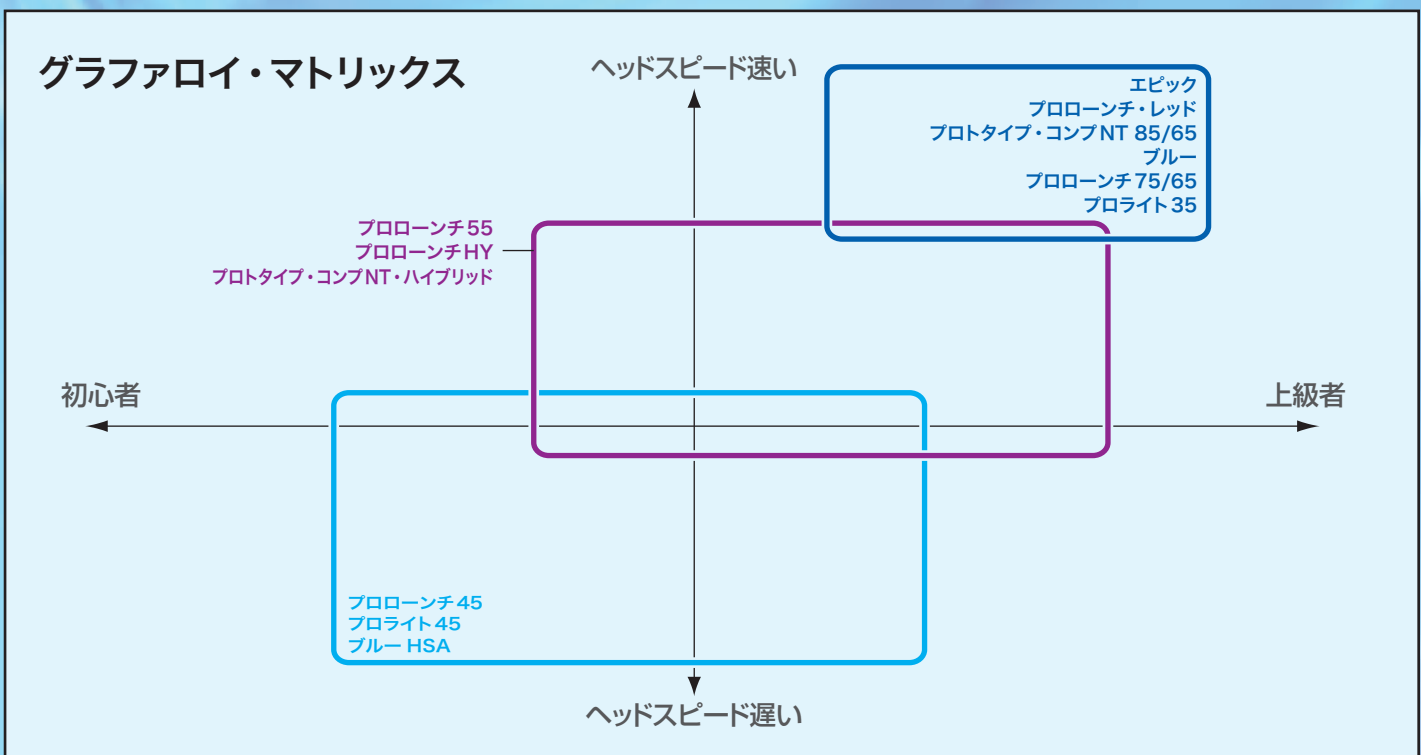 グラファロイ・マトリックス
ヘッドスピード速い
エピック
プロローンチ・レッド
プロトタイプ・コンプNT 85/65
ブルー
プロローンチ75/65
プロライト35
プロローンチ55
プロローンチHY
プロトタイプ・コンプNT・ハイブリッド
初心者
上級者
プロローンチ45
プロライト45
ブルー HSA
ヘッドスピード遅い